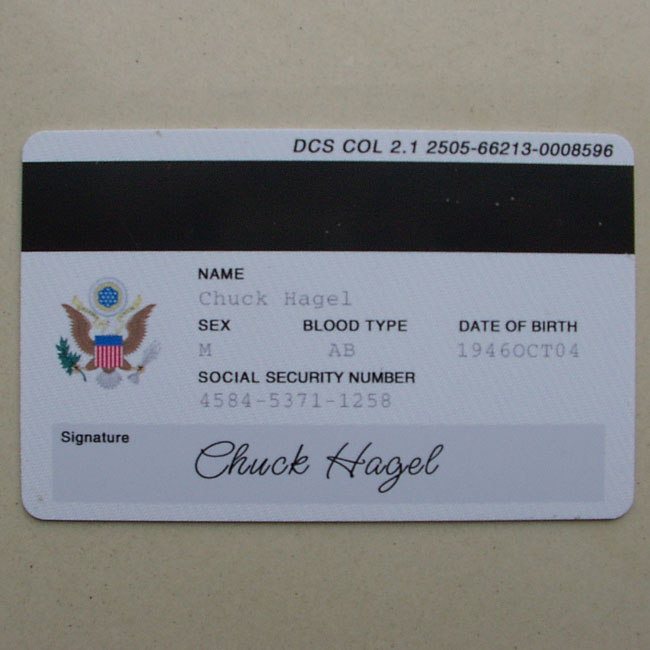 DCS COL 2.1 2505-66213-0008596
NAME
Chuck Hagel
SEX BLOOD TYPE DATE OF BIRTH
M AB 1946OCT04
SOCIAL SECURITY NUMBER
4584-5371-1258
Signature
Chuck Hagel